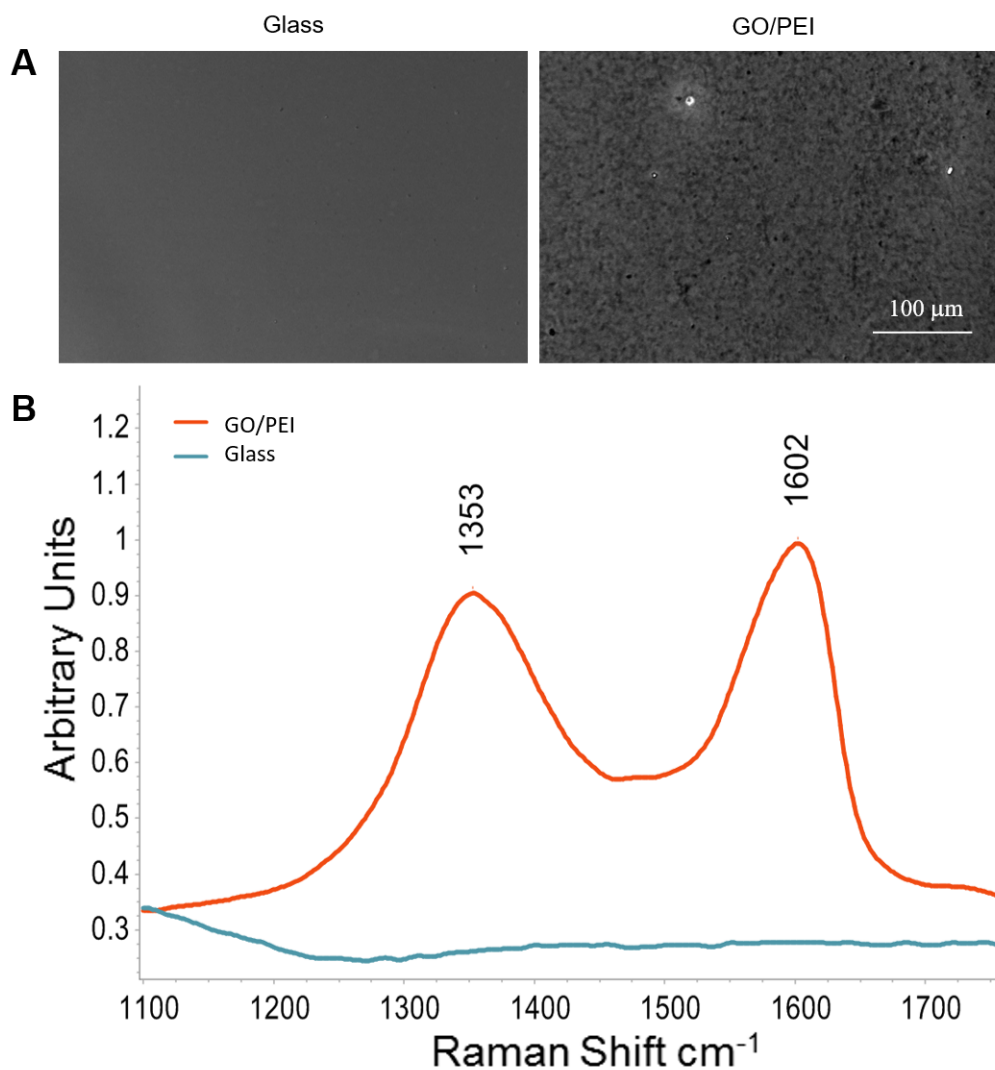 Glass
GO/PEI
A
100 µm
B
GO/PEI
Glass
1353
1602
1.2
1.1
1
0.9
0.8
0.7
0.6
0.5
0.4
0.3
Arbitrary Units
1100 1200 1300 1400 1500 1600 1700
Raman Shift cm⁻¹